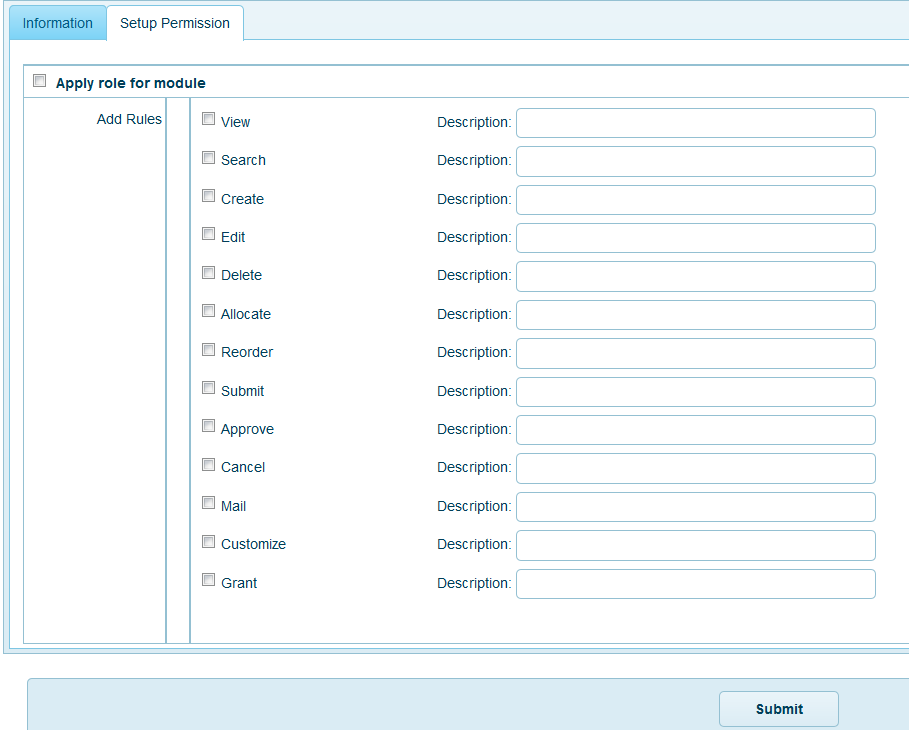 Information Setup Permission
Apply role for module
Add Rules View Description:
Search Description:
Create Description:
Edit Description:
Delete Description:
Allocate Description:
Reorder Description:
Submit Description:
Approve Description:
Cancel Description:
Mail Description:
Customize Description:
Grant Description:
Submit